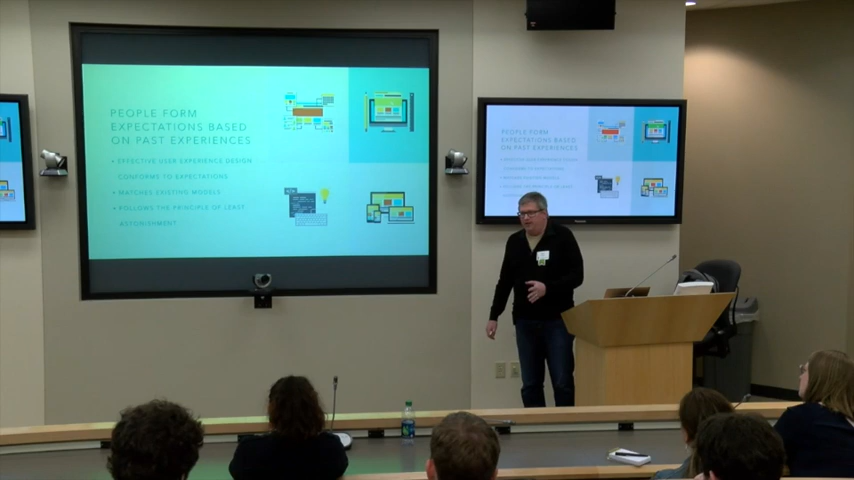 PEOPLE FORM
EXPECTATIONS BASED
ON PAST EXPERIENCES
• EFFECTIVE USER EXPERIENCE DESIGN
CONFORMS TO EXPECTATIONS
• MATCHES EXISTING MODELS
• FOLLOWS THE PRINCIPLE OF LEAST
ASTONISHMENT
PEOPLE FORM
EXPECTATIONS BASED
ON PAST EXPERIENCES